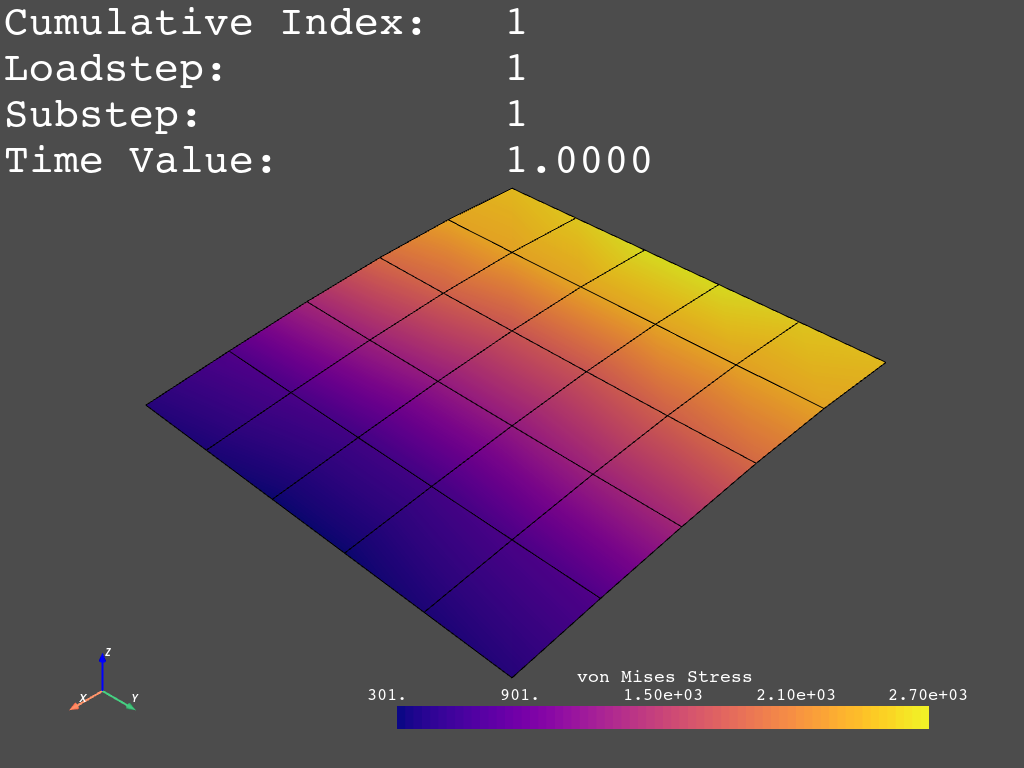 Cumulative Index: 1
Loadstep: 1
Substep: 1
Time Value: 1.0000
Z
X Y
von Mises Stress
301. 901. 1.50e+03 2.10e+03 2.70e+03